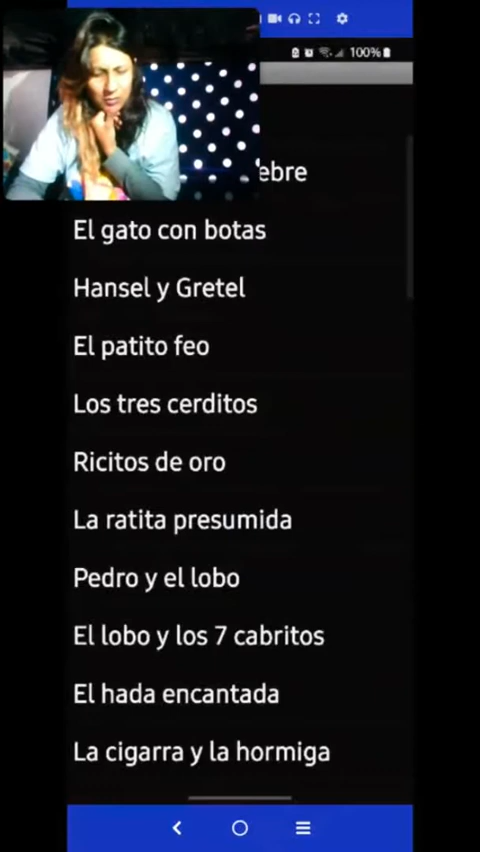 100%
ebre
El gato con botas
Hansel y Gretel
El patito feo
Los tres cerditos
Ricitos de oro
La ratita presumida
Pedro y el lobo
El lobo y los 7 cabritos
El hada encantada
La cigarra y la hormiga